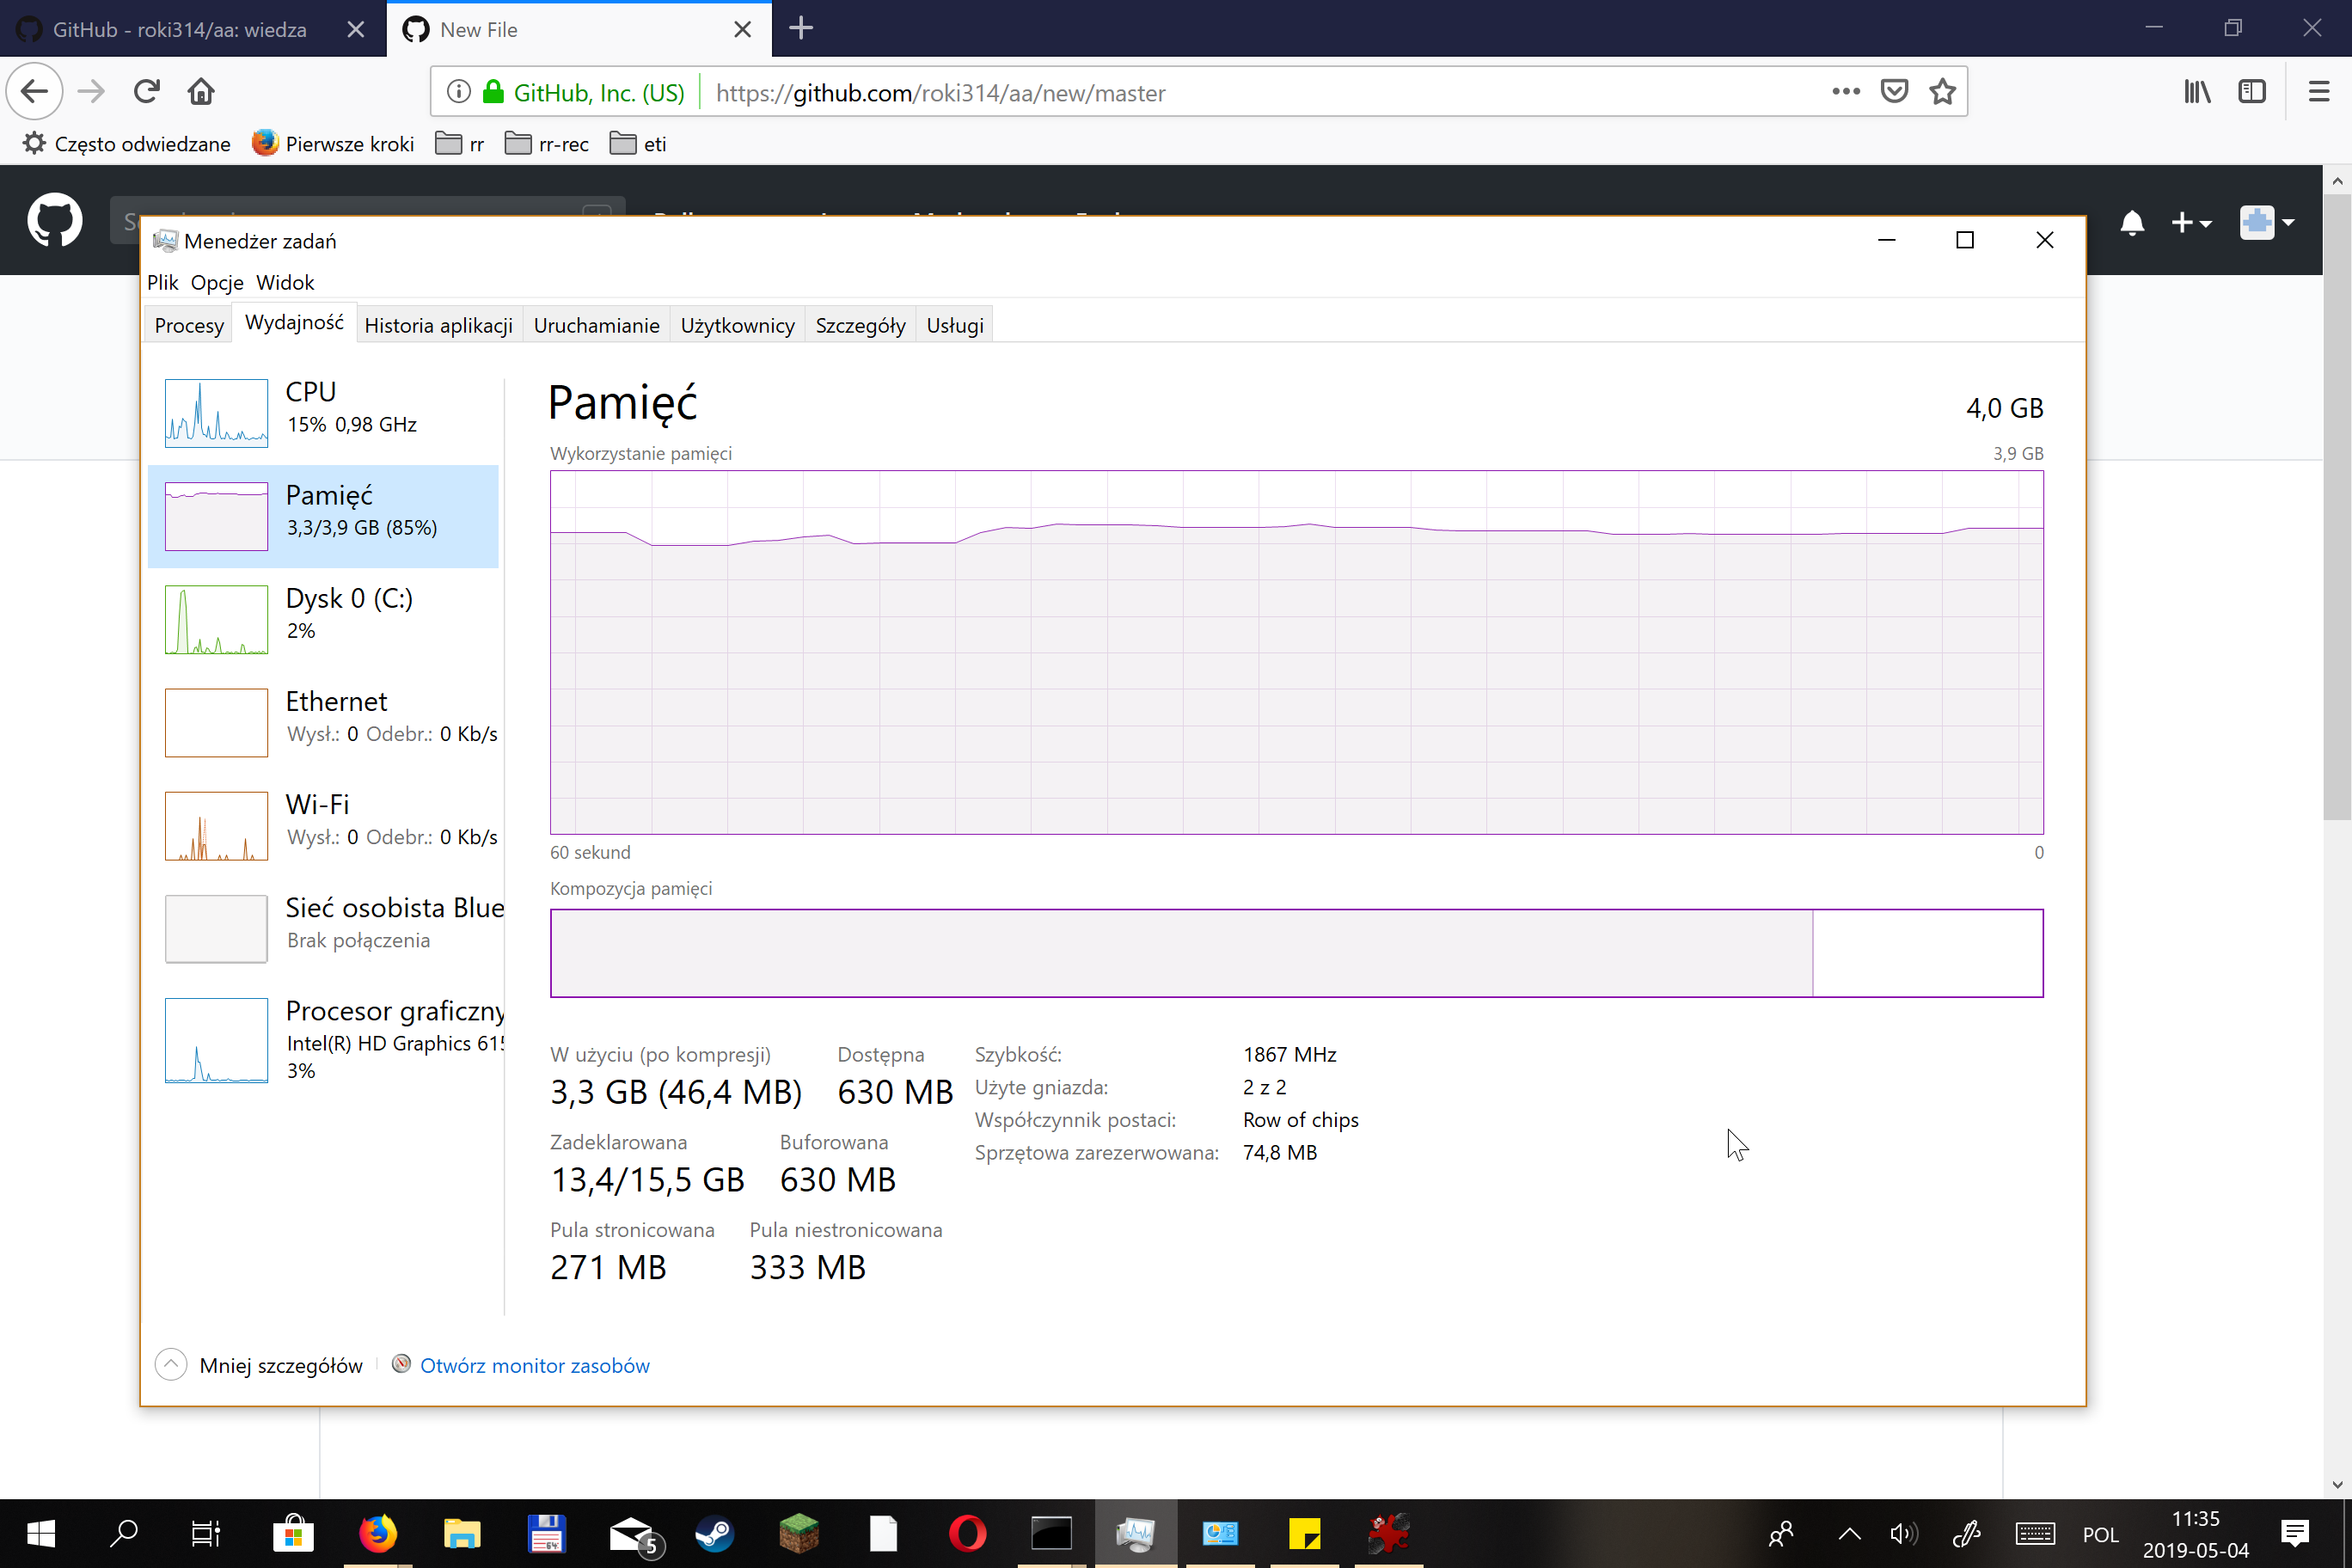 GitHub - roki314/aa: wiedza
New File
GitHub, Inc. (US)
https://github.com/roki314/aa/new/master
Często odwiedzane
Pierwsze kroki
rr
rr-rec
eti
Menedżer zadań
Plik Opcje Widok
Procesy Wydajność Historia aplikacji Uruchamianie Użytkownicy Szczegóły Usługi
CPU
15% 0,98 GHz
Pamięć
3,3/3,9 GB (85%)
Dysk 0 (C:)
2%
Ethernet
Wysł.: 0 Odebr.: 0 Kb/s
Wi-Fi
Wysł.: 0 Odebr.: 0 Kb/s
Sieć osobista Blue
Brak połączenia
Procesor graficzny
Intel(R) HD Graphics 615
3%
Pamięć
4,0 GB
Wykorzystanie pamięci
3,9 GB
60 sekund
0
Kompozycja pamięci
W użyciu (po kompresji)
3,3 GB (46,4 MB)
Dostępna
630 MB
Zadeklarowana
13,4/15,5 GB
Buforowana
630 MB
Pula stronicowana
271 MB
Pula niestronicowana
333 MB
Szybkość: 1867 MHz
Użyte gniazda: 2 z 2
Współczynnik postaci: Row of chips
Sprzętowa zarezerwowana: 74,8 MB
Mniej szczegółów
Otwórz monitor zasobów
64
5
POL
11:35
2019-05-04